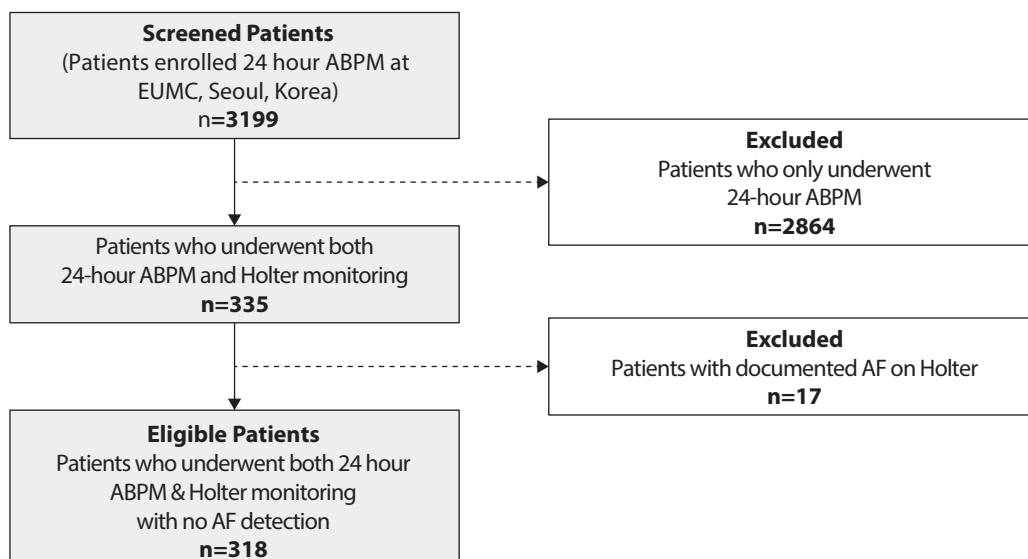 Screened Patients
(Patients enrolled 24 hour ABPM at
EUMC, Seoul, Korea)
n=3199
Excluded
Patients who only underwent
24-hour ABPM
n=2864
Patients who underwent both
24-hour ABPM and Holter monitoring
n=335
Excluded
Patients with documented AF on Holter
n=17
Eligible Patients
Patients who underwent both 24 hour
ABPM & Holter monitoring
with no AF detection
n=318